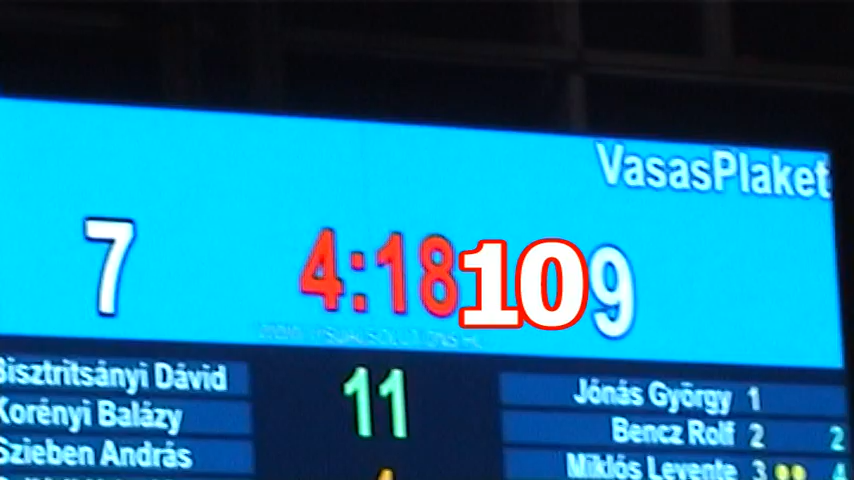 VasasPlaket
7 4:18 10 9
Bisztritsányi Dávid
Korényi Balázy
Szieben András
11
Jónás György 1
Bencz Rolf 2 2
Miklós Levente 3 4